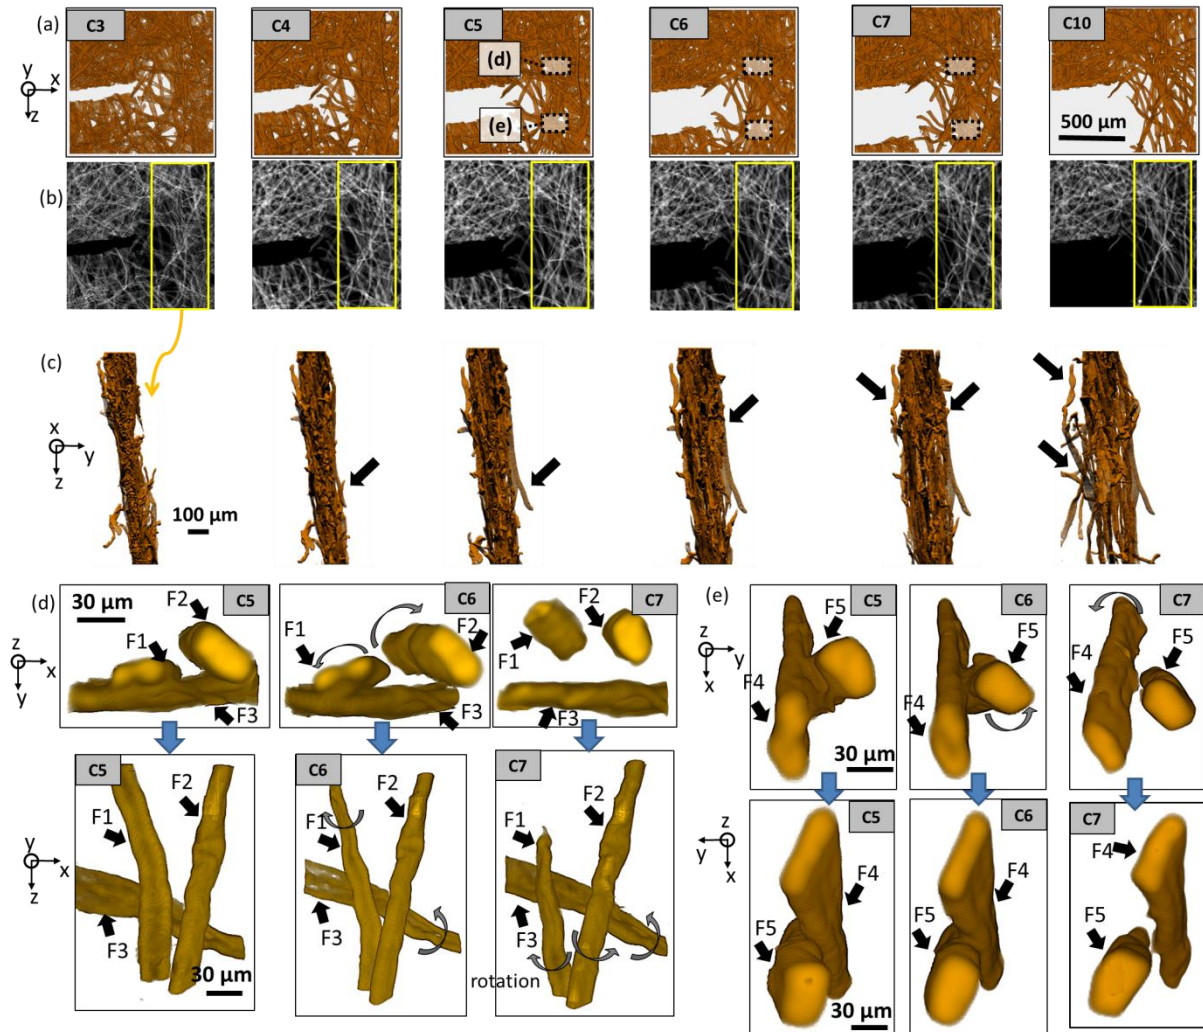 (a)
C3
C4
C5
C6
C7
C10
(d)
(e)
y
x
z
500 µm
(b)
(c)
x
y
z
100 µm
(d)
30 µm
C5
C6
C7
F2
F1
F3
F1
F2
F3
F1
F2
F3
z
x
y
C5
C6
C7
F1
F2
F3
F1
F2
F3
F1
F2
F3
rotation
y
x
z
30 µm
(e)
C5
C6
C7
F5
F4
F5
F4
F4
F5
z
y
x
30 µm
C5
C6
C7
F4
F5
F4
F5
F4
F5
z
y
x
30 µm